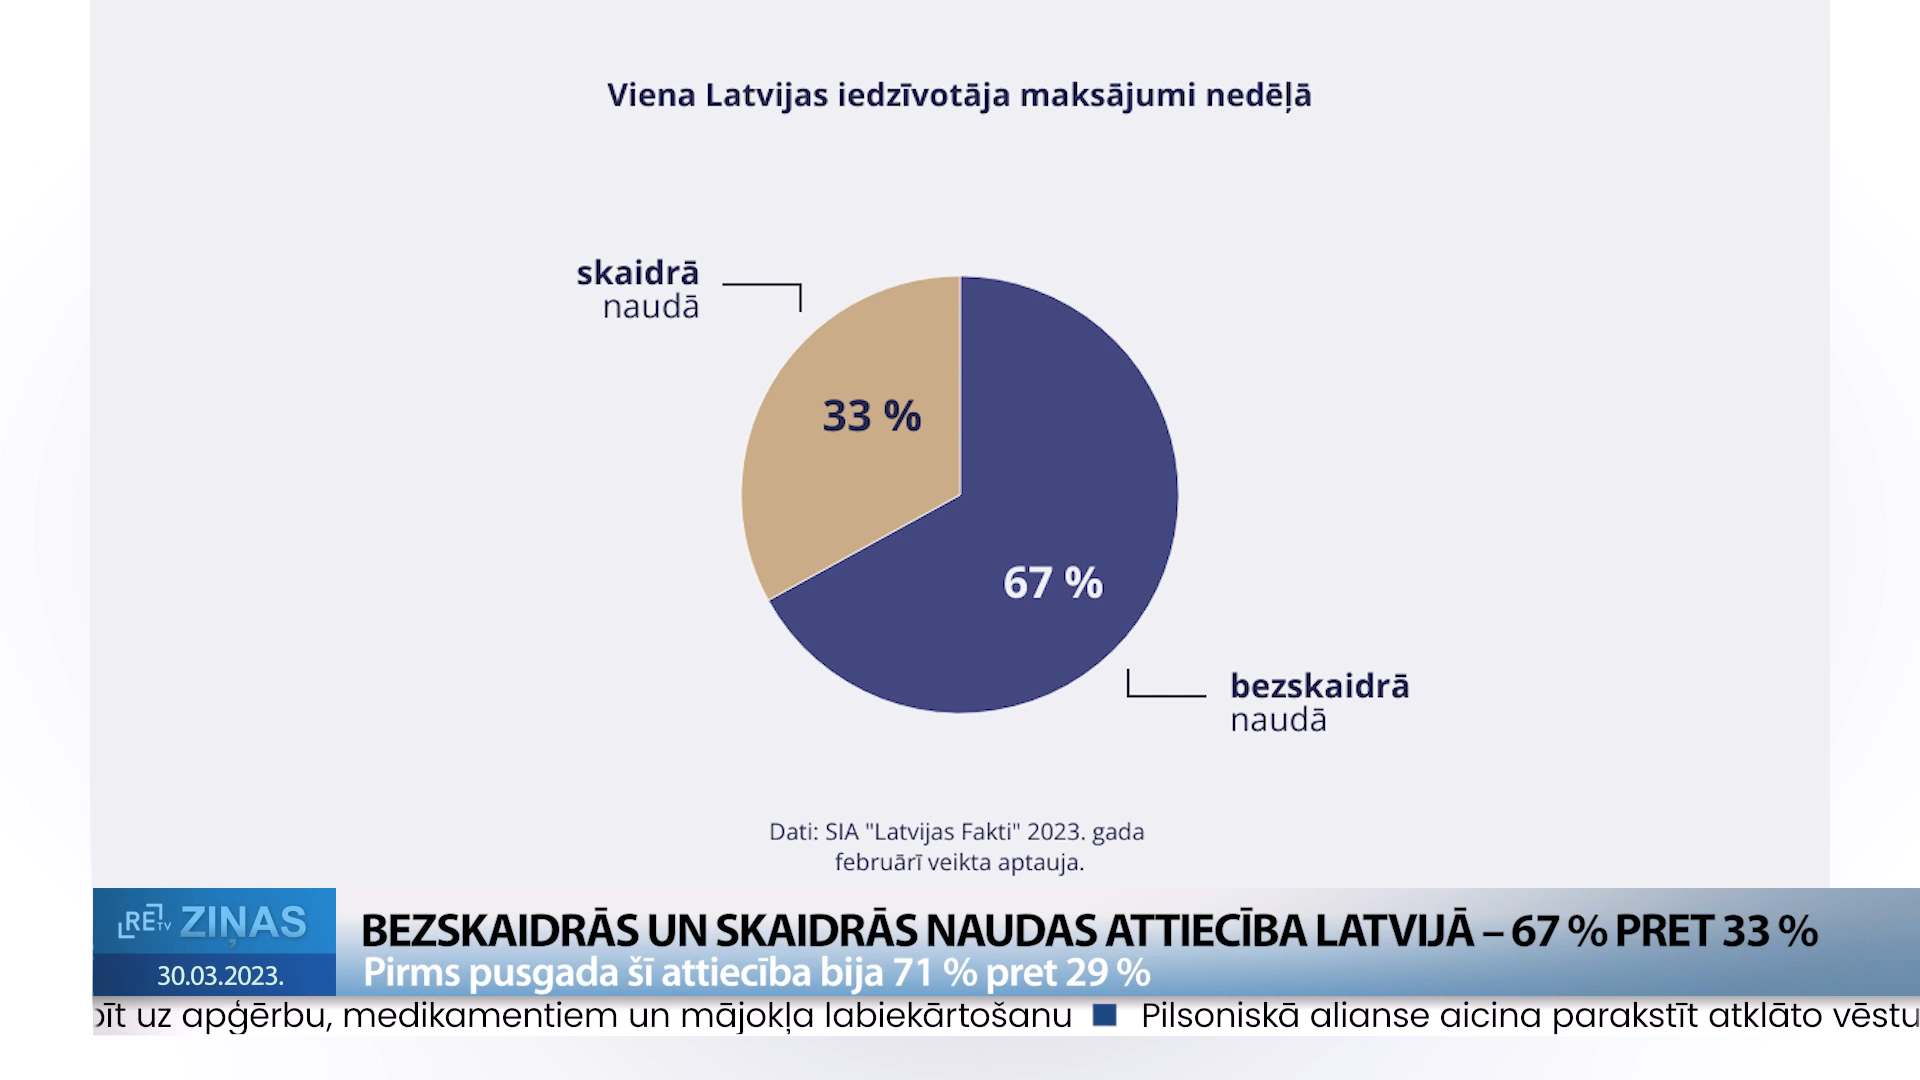 Viena Latvijas iedzīvotāja maksājumi nedēļā
skaidrā
naudā
33 %
67 %
bezskaidrā
naudā
Dati: SIA "Latvijas Fakti" 2023. gada
februārī veikta aptauja.
RE TV ZIŅAS
30.03.2023.
BEZSKAIDRĀS UN SKAIDRĀS NAUDAS ATTIECĪBA LATVIJĀ – 67 % PRET 33 %
Pirms pusgada šī attiecība bija 71 % pret 29 %
uz apģērbu, medikamentiem un mājokļa labiekārtošanu ■ Pilsoniskā alianse aicina parakstīt atklāto vēstu